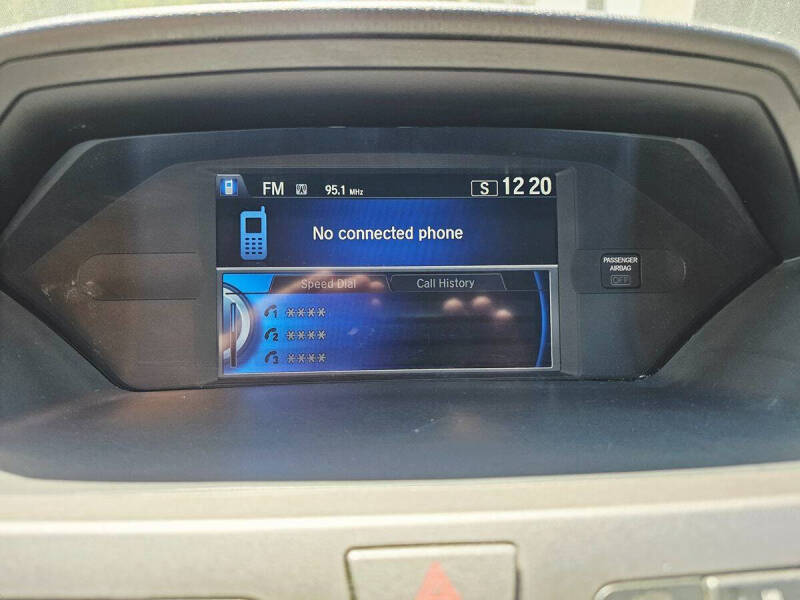 FM 95.1 MHz S 12 20
No connected phone
PASSENGER
AIRBAG
OFF
Speed Dial Call History
1 ****
2 ****
3 ****